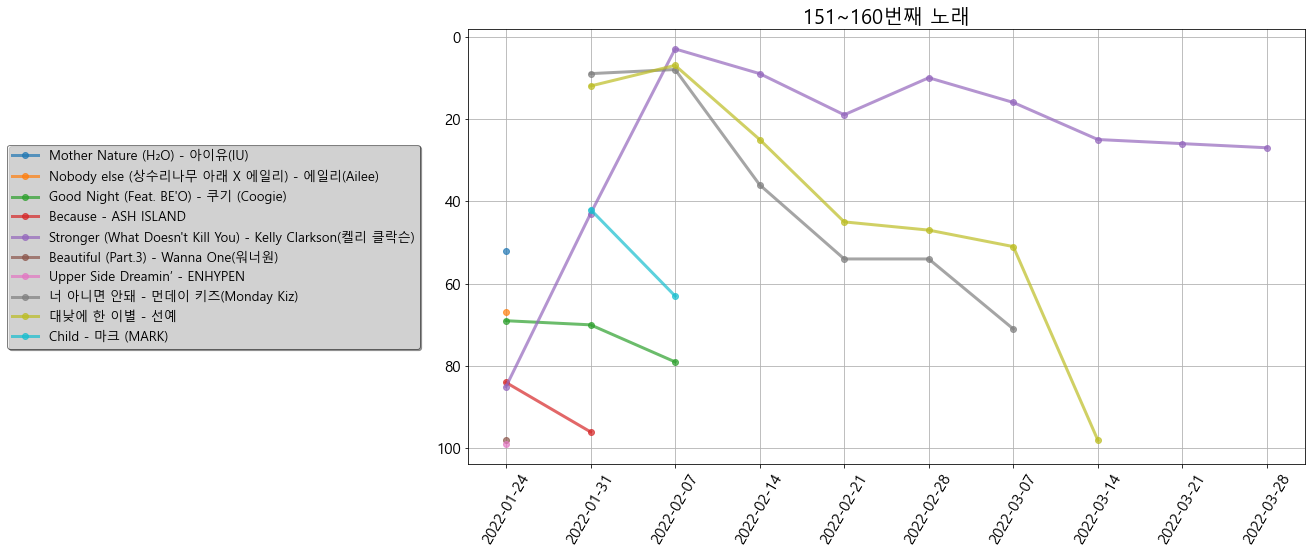 151~160번째 노래
Mother Nature (H₂O) - 아이유(IU)
Nobody else (상수리나무 아래 X 에일리) - 에일리(Ailee)
Good Night (Feat. BE'O) - 쿠기 (Coogie)
Because - ASH ISLAND
Stronger (What Doesn't Kill You) - Kelly Clarkson(켈리 클락슨)
Beautiful (Part.3) - Wanna One(워너원)
Upper Side Dreamin’ - ENHYPEN
너 아니면 안돼 - 먼데이 키즈(Monday Kiz)
대낮에 한 이별 - 선예
Child - 마크 (MARK)
0
20
40
60
80
100
2022-01-24
2022-01-31
2022-02-07
2022-02-14
2022-02-21
2022-02-28
2022-03-07
2022-03-14
2022-03-21
2022-03-28